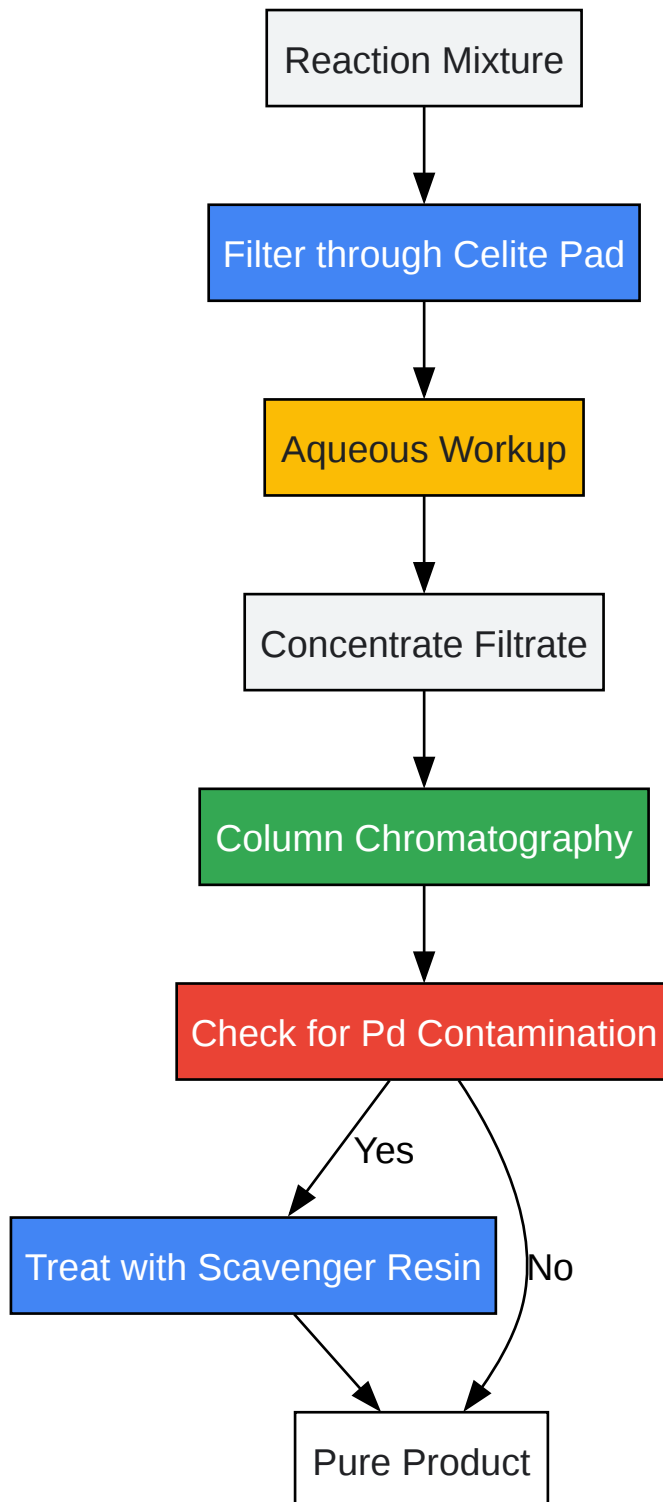 Reaction Mixture
Filter through Celite Pad
Aqueous Workup
Concentrate Filtrate
Column Chromatography
Check for Pd Contamination
Yes
Treat with Scavenger Resin
No
Pure Product